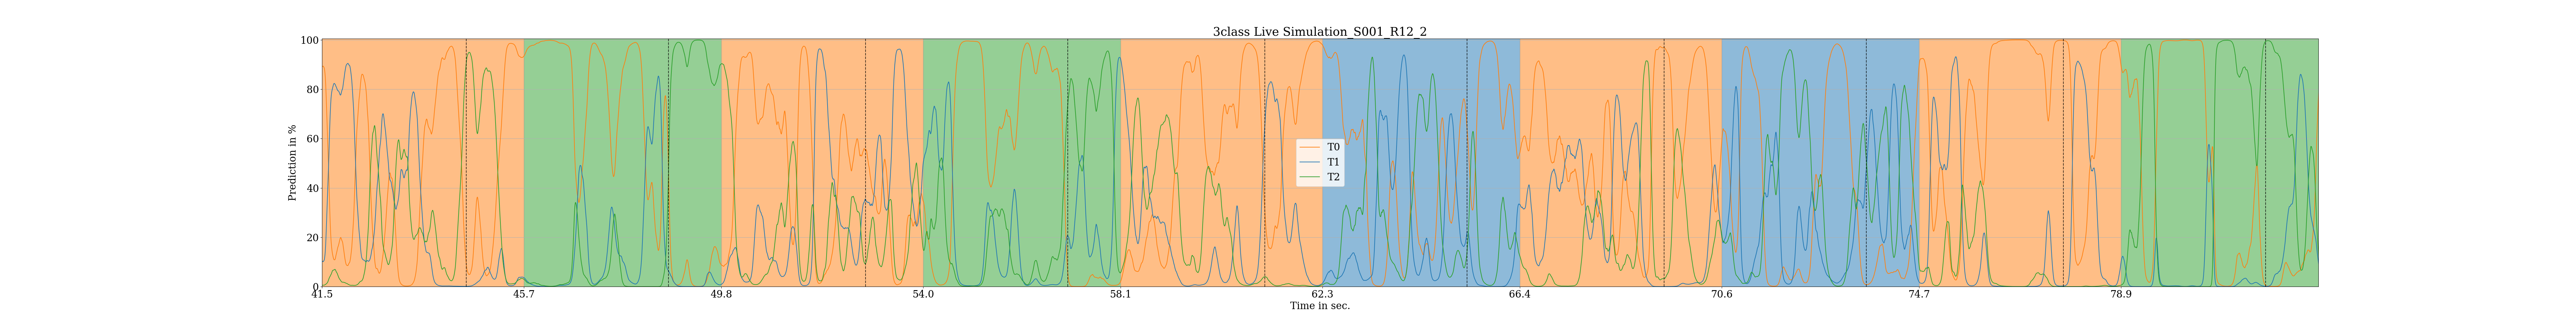 3class Live Simulation_S001_R12_2
100
80
60
40
20
0
Prediction in %
T0
T1
T2
41.5 45.7 49.8 54.0 58.1 62.3 66.4 70.6 74.7 78.9
Time in sec.